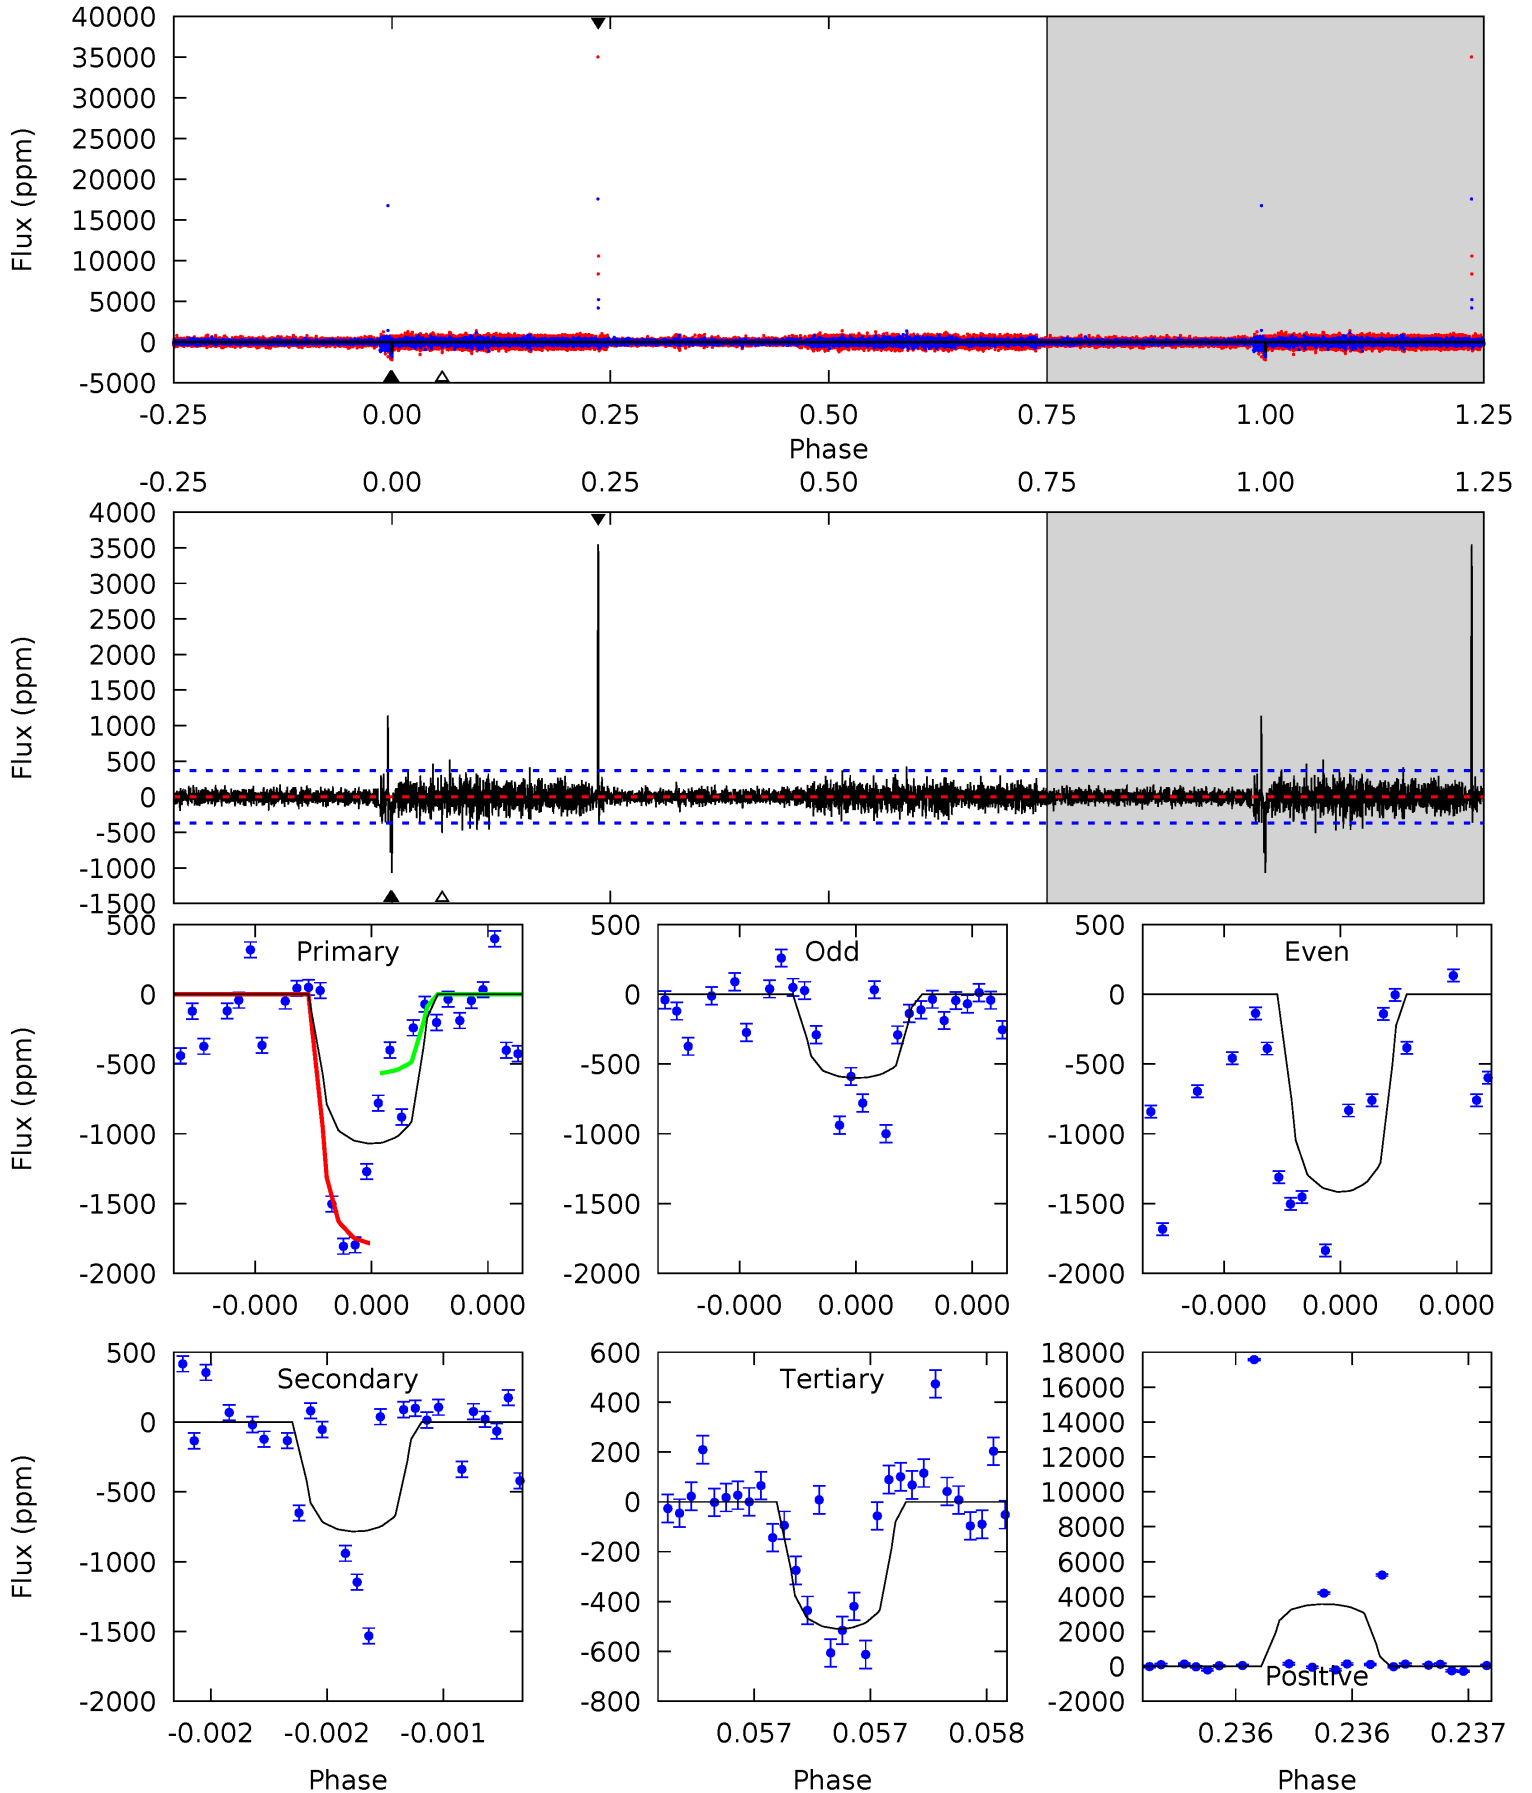 40000
35000
30000
25000
20000
15000
10000
5000
0
-5000
Flux (ppm)
-0.25 0.00 0.25 0.50 0.75 1.00 1.25
Phase
-0.25 0.00 0.25 0.50 0.75 1.00 1.25
4000
3500
3000
2500
2000
1500
1000
500
0
-500
-1000
-1500
Flux (ppm)
Primary
500
0
-500
-1000
-1500
-2000
Flux (ppm)
-0.000 0.000 0.000
Odd
500
0
-500
-1000
-1500
-2000
-0.000 0.000 0.000
Even
500
0
-500
-1000
-1500
-2000
-0.000 0.000 0.000
Secondary
500
0
-500
-1000
-1500
-2000
Flux (ppm)
-0.002 -0.002 -0.001
Phase
Tertiary
600
400
200
0
-200
-400
-600
-800
0.057 0.057 0.058
Phase
18000
16000
14000
12000
10000
8000
6000
4000
2000
0
-2000
Positive
0.236 0.236 0.237
Phase